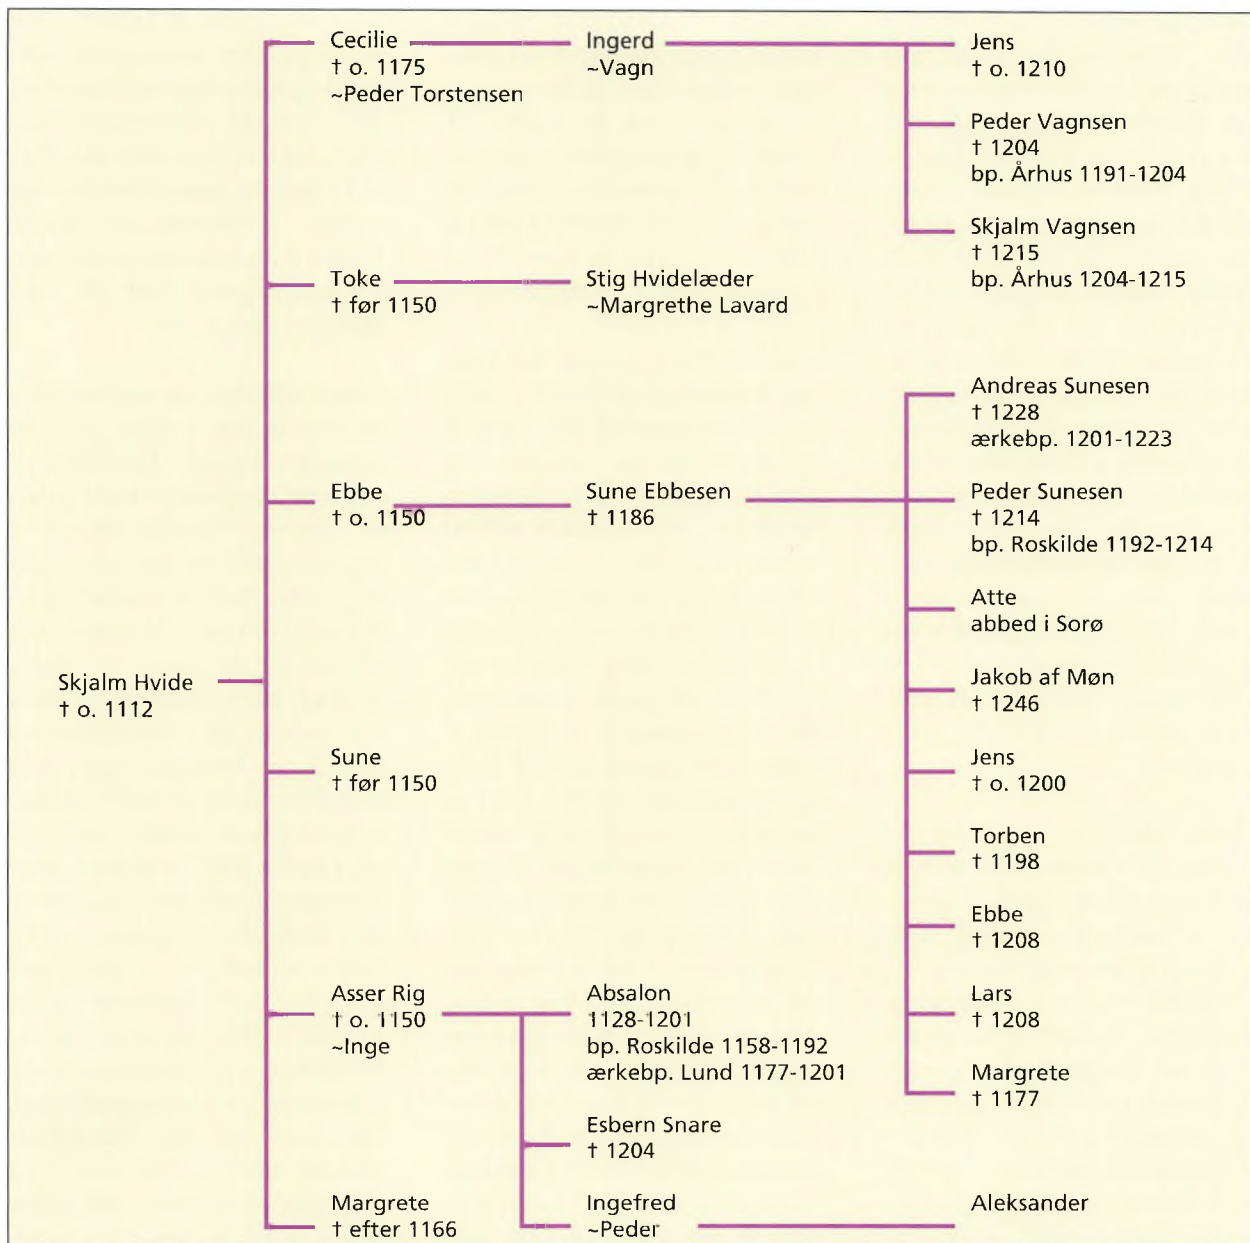 Skjalm Hvide
† o. 1112
Cecilie
† o. 1175
~Peder Torstensen
Toke
† før 1150
Ebbe
† o. 1150
Sune
† før 1150
Asser Rig
† o. 1150
~Inge
Margrete
† efter 1166
Ingerd
~Vagn
Stig Hvidelæder
~Margrethe Lavard
Sune Ebbesen
† 1186
Absalon
1128-1201
bp. Roskilde 1158-1192
ærkebp. Lund 1177-1201
Esbern Snare
† 1204
Ingefred
~Peder
Jens
† o. 1210
Peder Vagnsen
† 1204
bp. Århus 1191-1204
Skjalm Vagnsen
† 1215
bp. Århus 1204-1215
Andreas Sunesen
† 1228
ærkebp. 1201-1223
Peder Sunesen
† 1214
bp. Roskilde 1192-1214
Atte
abbed i Sorø
Jakob af Møn
† 1246
Jens
† o. 1200
Torben
† 1198
Ebbe
† 1208
Lars
† 1208
Margrete
† 1177
Aleksander